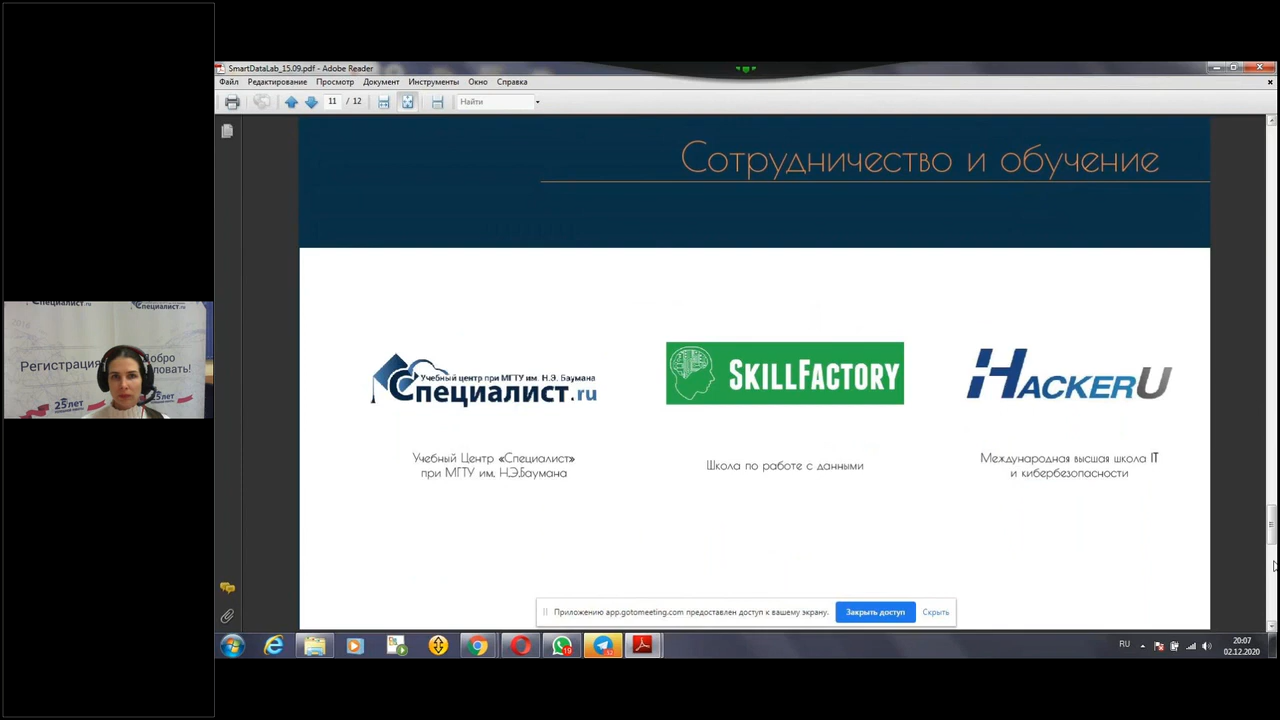 SmartDataLab_15.09.pdf - Adobe Reader
Файл Редактирование Просмотр Документ Инструменты Окно Справка
11 / 12 Найти
Сотрудничество и обучение
Учебный центр при МГТУ им. Н.Э. Баумана
Специалист.ru
SKILLFACTORY
HACKERU
Учебный Центр «Специалист»
при МГТУ им. Н.Э.Баумана
Школа по работе с данными
Международная высшая школа IT
и кибербезопасности
Регистрация
Добро
25 лет
25 лет
Приложению app.gotomeeting.com предоставлен доступ к вашему экрану. Закрыть доступ Скрыть
19
RU
20:07
02.12.2020